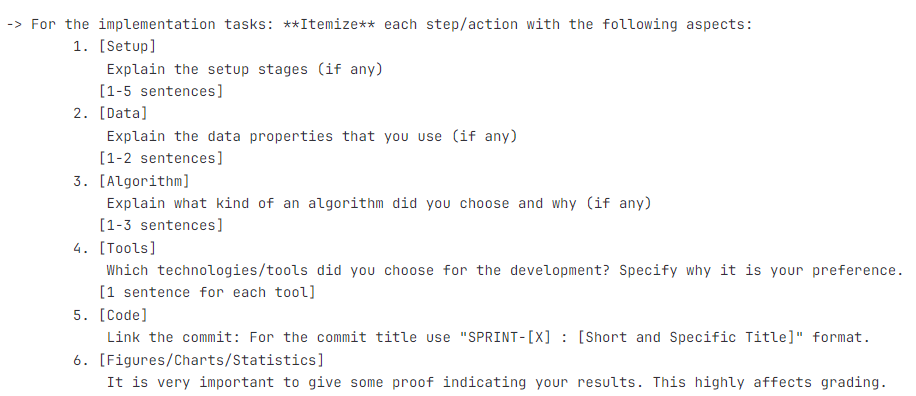 -> For the implementation tasks: **Itemize** each step/action with the following aspects:
1. [Setup]
Explain the setup stages (if any)
[1-5 sentences]
2. [Data]
Explain the data properties that you use (if any)
[1-2 sentences]
3. [Algorithm]
Explain what kind of an algorithm did you choose and why (if any)
[1-3 sentences]
4. [Tools]
Which technologies/tools did you choose for the development? Specify why it is your preference.
[1 sentence for each tool]
5. [Code]
Link the commit: For the commit title use "SPRINT-[X] : [Short and Specific Title]" format.
6. [Figures/Charts/Statistics]
It is very important to give some proof indicating your results. This highly affects grading.